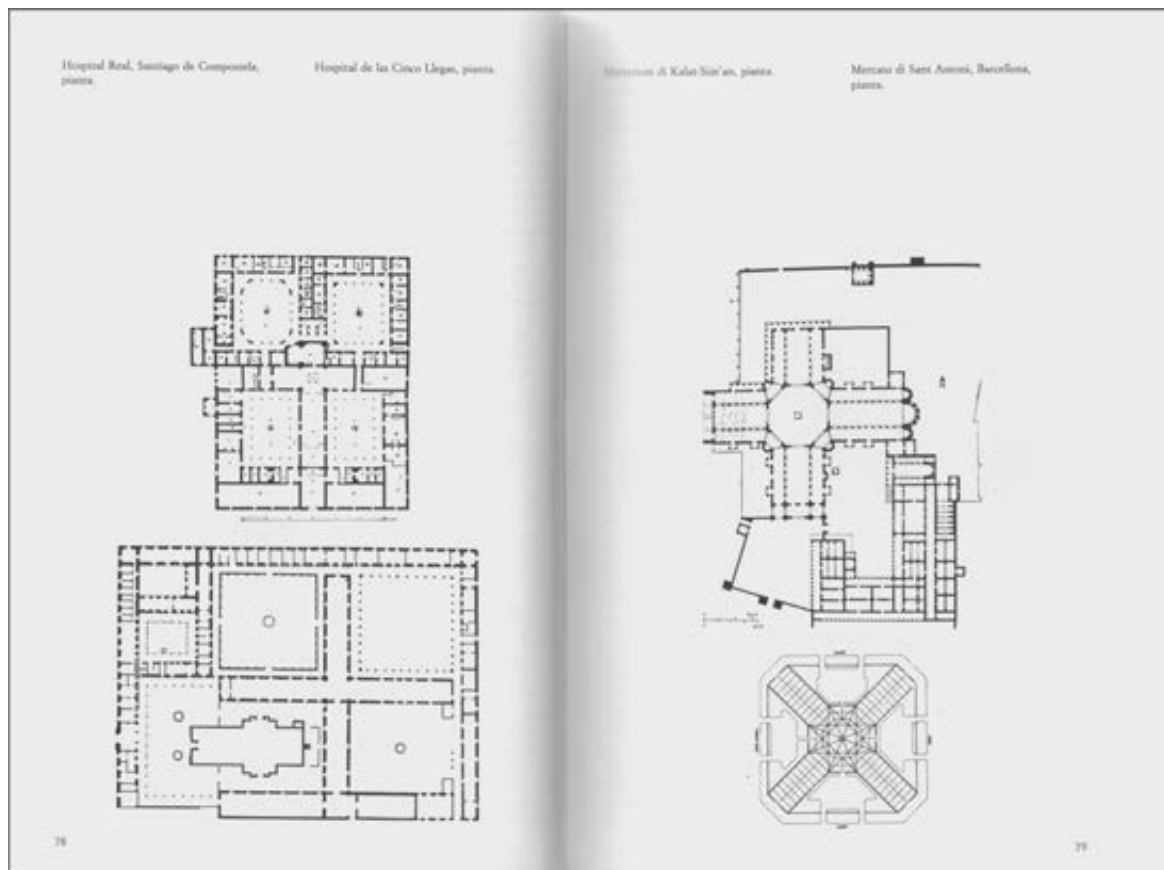 Hospital Real, Santiago de Compostela,
pianta.
Hospital de las Cinco Llagas, pianta.
di Kalat-Sim'an, pianta.
Mercato di Sant Antoni, Barcellona,
pianta.
78
79